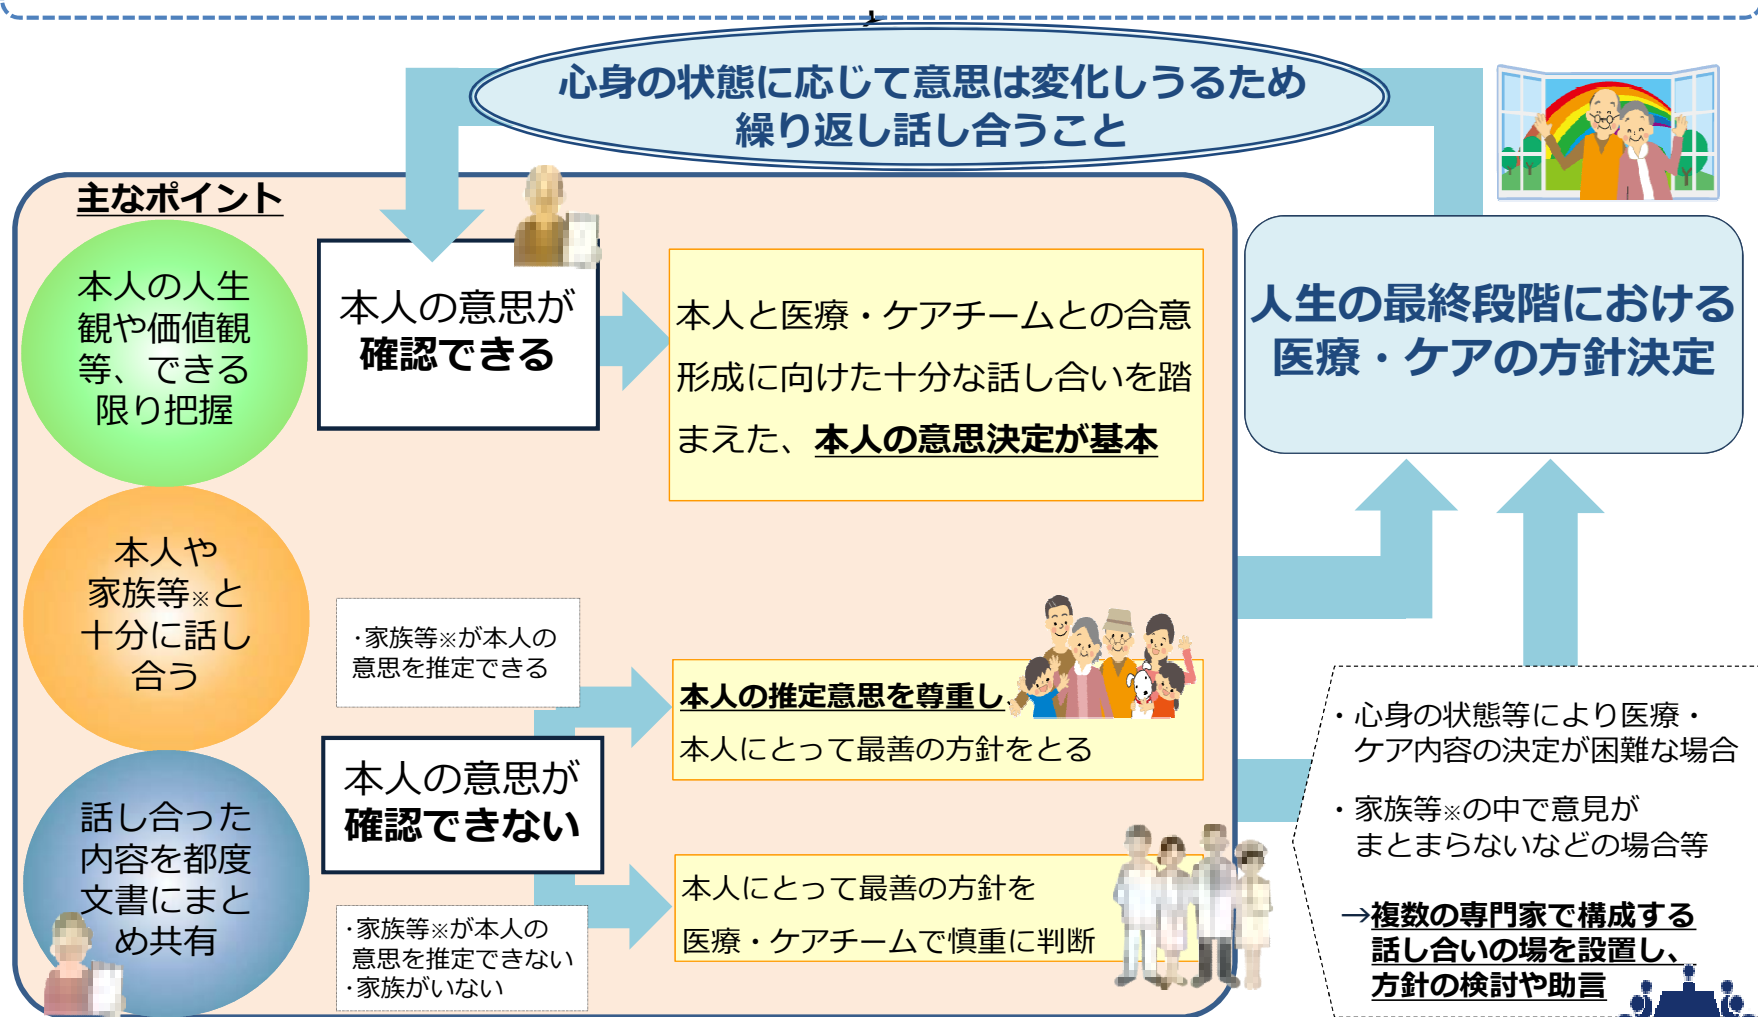 心身の状態に応じて意思は変化しうるため
繰り返し話し合うこと
主なポイント
本人の人生
観や価値観
等、できる
限り把握
本人や
家族等※と
十分に話し
合う
話し合った
内容を都度
文書にまと
め共有
本人の意思が
確認できる
本人と医療・ケアチームとの合意
形成に向けた十分な話し合いを踏
まえた、本人の意思決定が基本
・家族等※が本人の
意思を推定できる
本人の意思が
確認できない
・家族等※が本人の
意思を推定できない
・家族がいない
本人の推定意思を尊重し、
本人にとって最善の方針をとる
本人にとって最善の方針を
医療・ケアチームで慎重に判断
人生の最終段階における
医療・ケアの方針決定
・心身の状態等により医療・
ケア内容の決定が困難な場合
・家族等※の中で意見が
まとまらないなどの場合等
→複数の専門家で構成する
話し合いの場を設置し、
方針の検討や助言